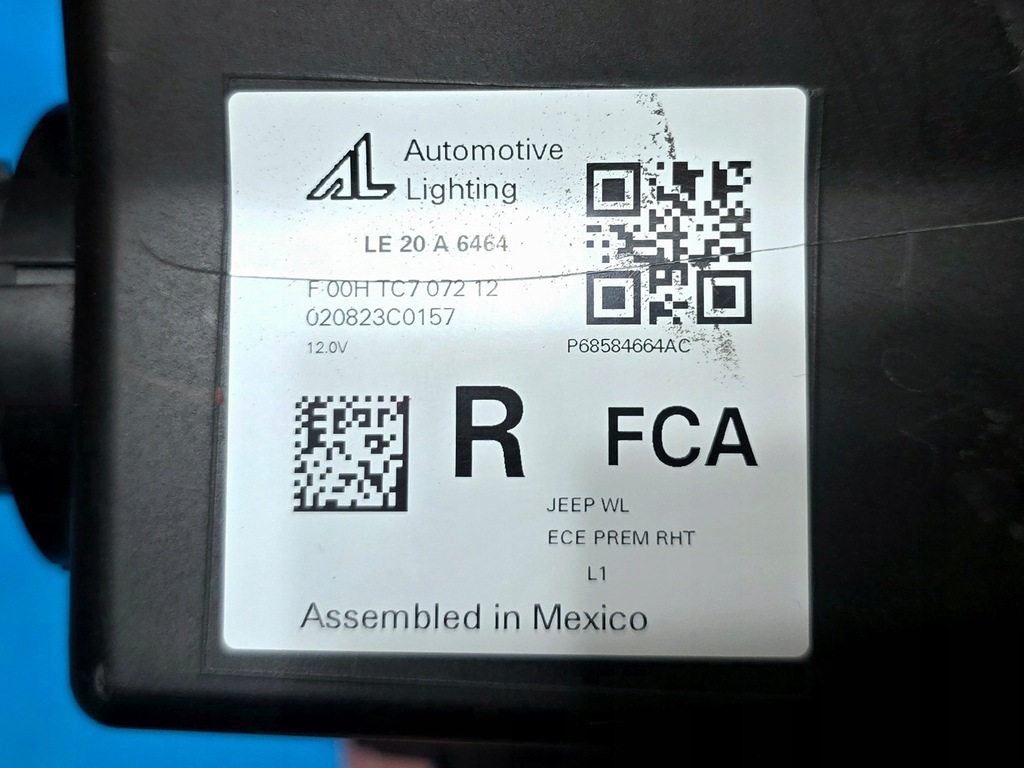 AL Automotive
Lighting
LE 20 A 6464
F 00H TC7 072 12
020823C0157
12.0V
P68584664AC
R
FCA
JEEP WL
ECE PREM RHT
L1
Assembled in Mexico